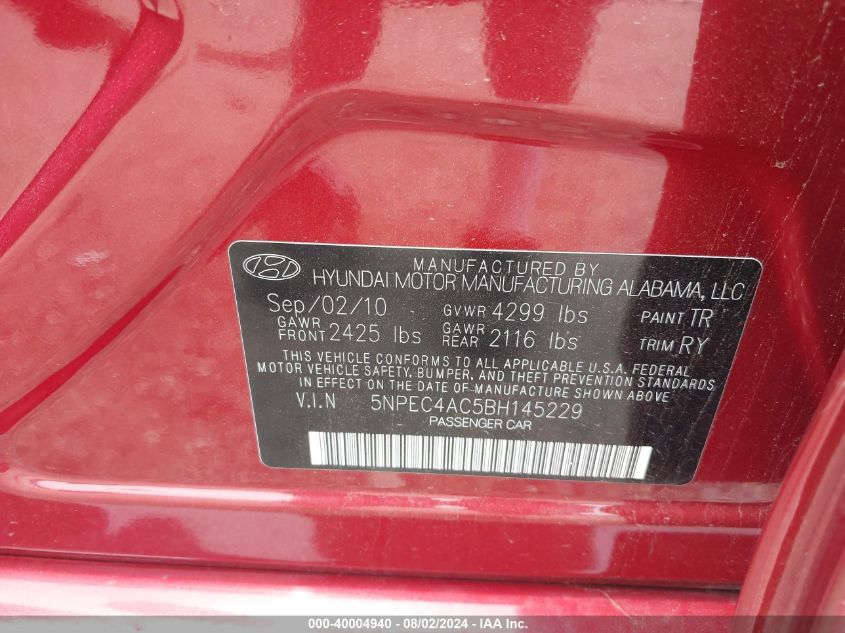 MANUFACTURED BY
HYUNDAI MOTOR MANUFACTURING ALABAMA, LLC
Sep/02/10 GVWR 4299 lbs PAINT TR
GAWR FRONT 2425 lbs GAWR REAR 2116 lbs TRIM RY
THIS VEHICLE CONFORMS TO ALL APPLICABLE U.S.A. FEDERAL
MOTOR VEHICLE SAFETY, BUMPER, AND THEFT PREVENTION STANDARDS
IN EFFECT ON THE DATE OF MANUFACTURE SHOWN ABOVE
V.I.N 5NPEC4AC5BH145229
PASSENGER CAR
000-40004940 - 08/02/2024 - IAAI.COM